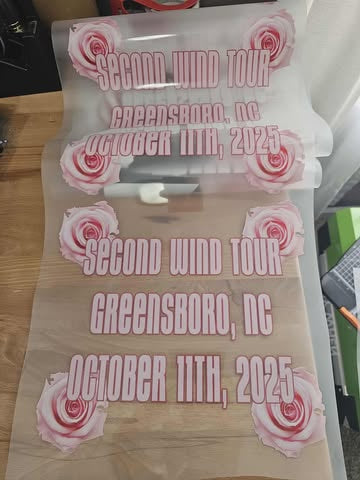 SECOND WIND TOUR
GREENSBORO, NC
OCTOBER 11TH, 2025
SECOND WIND TOUR
GREENSBORO, NC
OCTOBER 11TH, 2025